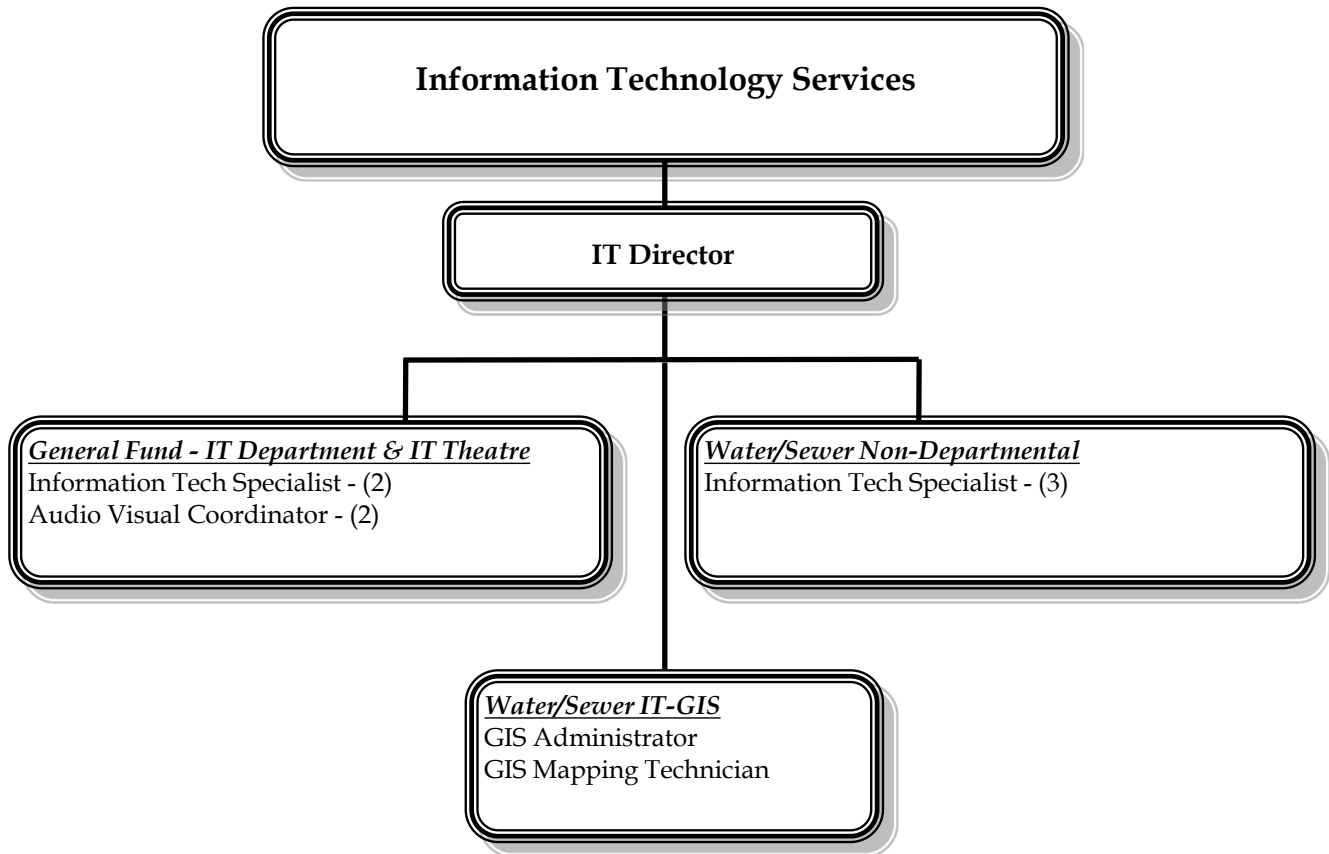 Information Technology Services
IT Director
General Fund - IT Department & IT Theatre
Information Tech Specialist - (2)
Audio Visual Coordinator - (2)
Water/Sewer Non-Departmental
Information Tech Specialist - (3)
Water/Sewer IT-GIS
GIS Administrator
GIS Mapping Technician